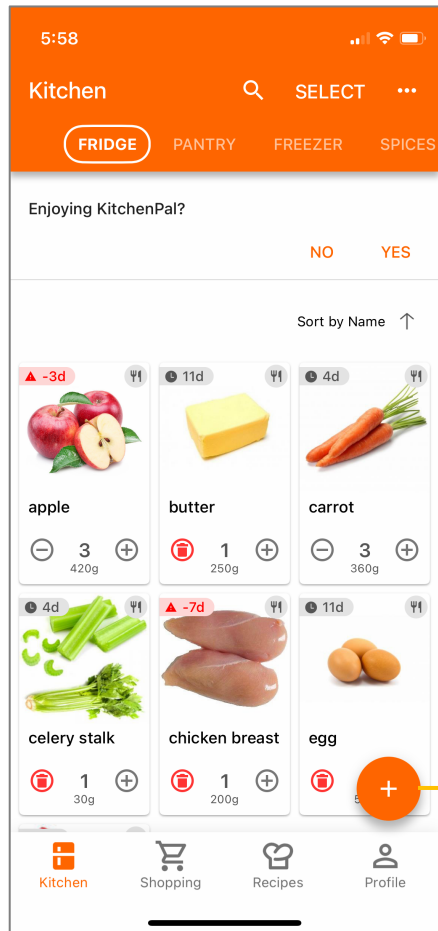 5:58
Kitchen SELECT
FRIDGE PANTRY FREEZER SPICES
Enjoying KitchenPal?
NO YES
Sort by Name
-3d 11d 4d
apple butter carrot
3 1 3
420g 250g 360g
4d -7d 11d
celery stalk chicken breast egg
1 1
30g 200g
Kitchen Shopping Recipes Profile